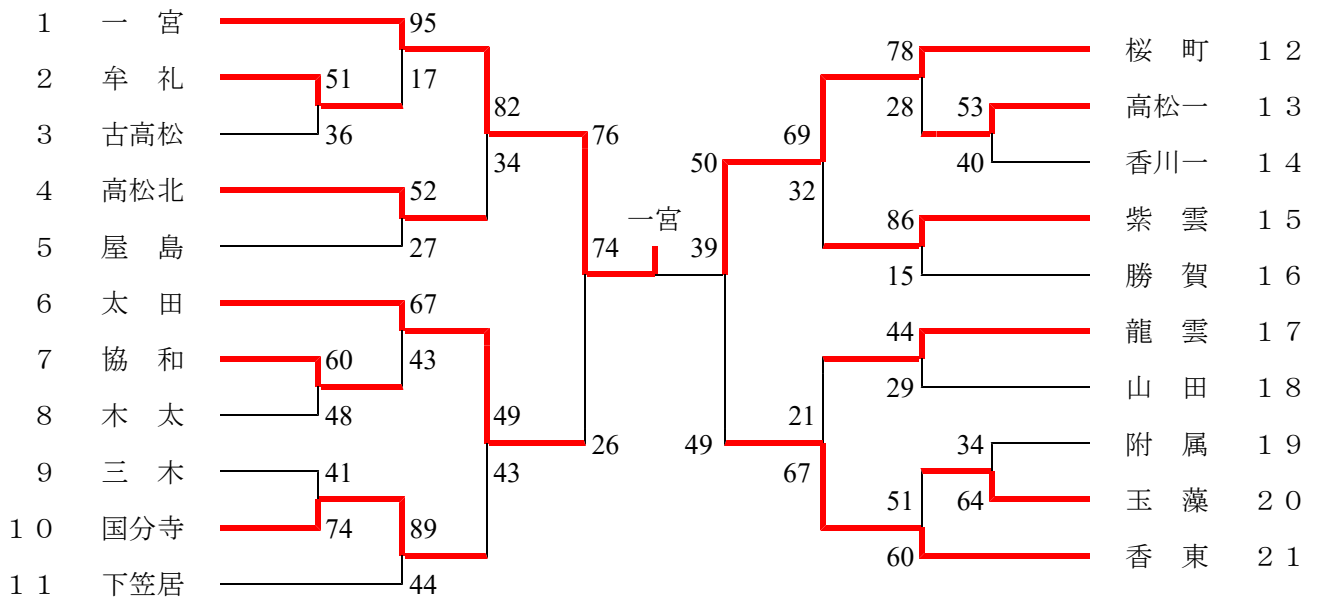 1 一 宮 95
桜 町 12
78
2 牟 礼 51 17
82
28 53 高松一 13
3 古高松 36
76
69
34
50
40 香川一 14
4 高松北 52
32
一宮
86 紫 雲 15
5 屋 島 27
74 39
15 勝 賀 16
6 太 田 67
44 龍 雲 17
7 協 和 60 43
29 山 田 18
8 木 太 48
49
21
26
49
34 附 属 19
9 三 木 41
43
67
51 64 玉 藻 20
10 国分寺 74 89
60 香 東 21
11 下笠居 44